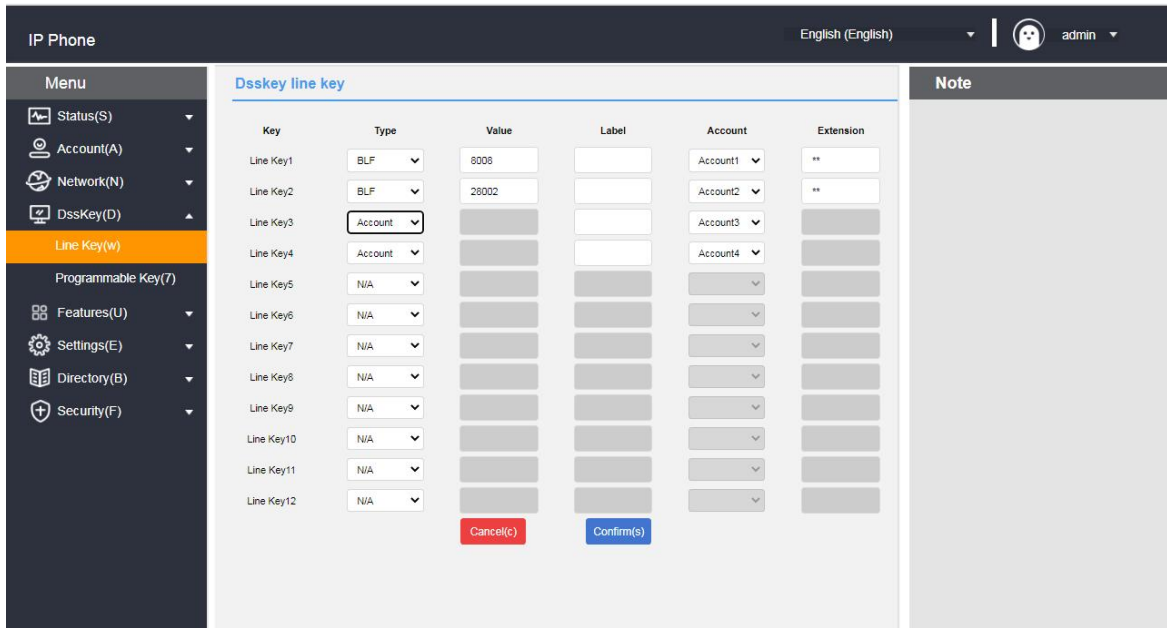 IP Phone
English (English)
admin
Menu
Status(S)
Account(A)
Network(N)
DssKey(D)
Line Key(w)
Programmable Key(7)
Features(U)
Settings(E)
Directory(B)
Security(F)
Dsskey line key
Key Type Value Label Account Extension
Line Key1 BLF 8008 Account1 **
Line Key2 BLF 28002 Account2 **
Line Key3 Account Account3
Line Key4 Account Account4
Line Key5 N/A
Line Key6 N/A
Line Key7 N/A
Line Key8 N/A
Line Key9 N/A
Line Key10 N/A
Line Key11 N/A
Line Key12 N/A
Cancel(c) Confirm(s)
Note